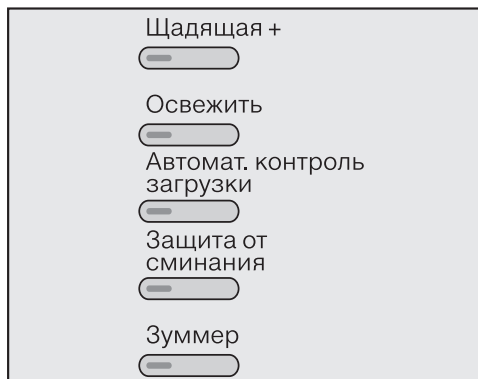 Щадящая +
Освежить
Автомат. контроль
загрузки
Защита от
сминания
Зуммер